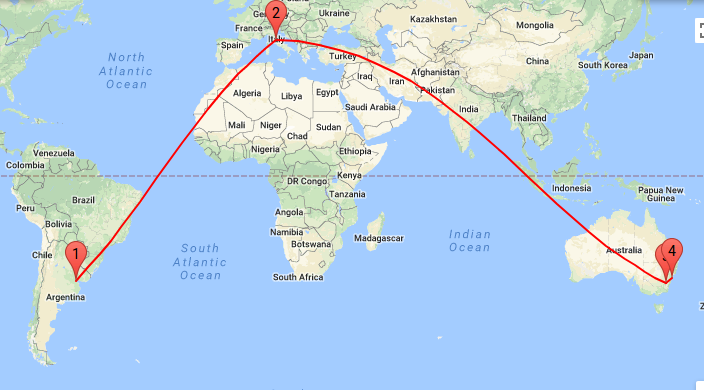 2
Germany
Ukraine
Kazakhstan
Mongolia
France
Italy
Spain
Turkey
North
Atlantic
Ocean
Afghanistan
China
South Korea
Japan
Iraq
Iran
Pakistan
Algeria
Libya
Egypt
Saudi Arabia
India
Mali
Niger
Chad
Sudan
Thailand
Nigeria
Ethiopia
Venezuela
Colombia
DR Congo
Kenya
Tanzania
Indonesia
Papua New
Guinea
Peru
Brazil
Angola
Bolivia
Namibia
Botswana
Madagascar
Indian
Ocean
South
Atlantic
Ocean
Chile
1
South Africa
Australia
4
Argentina